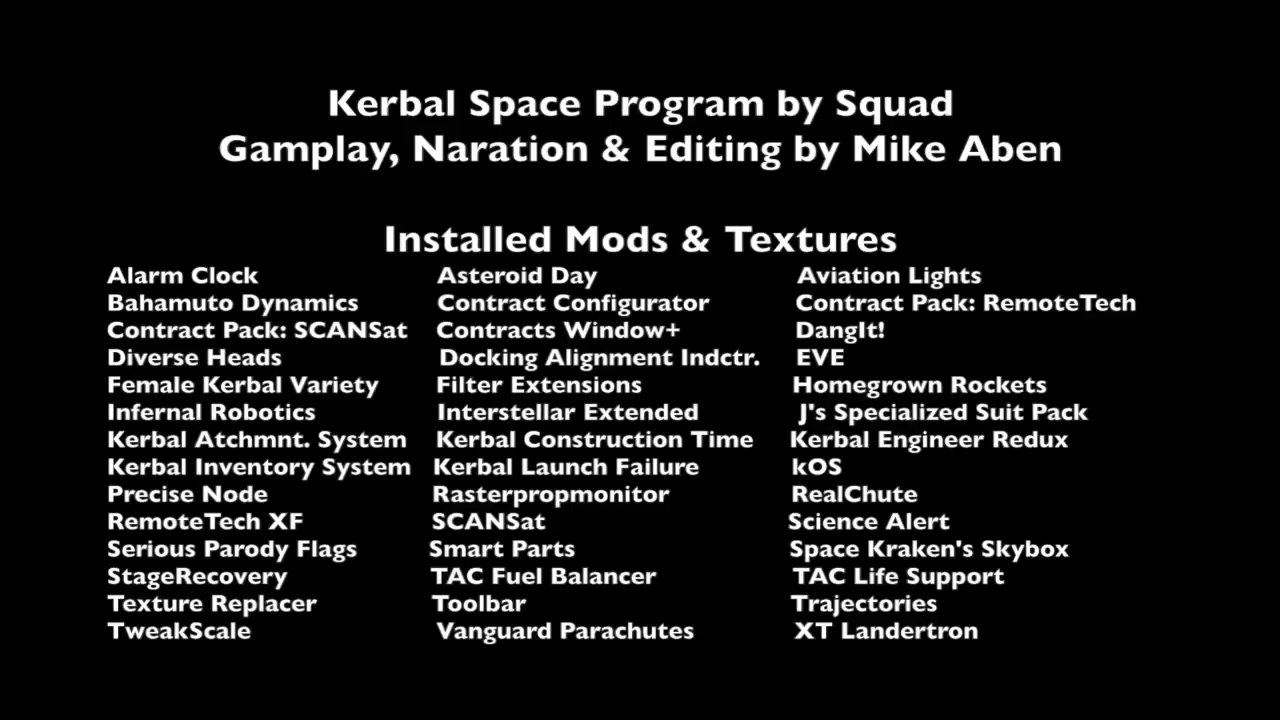 Kerbal Space Program by Squad
Gamplay, Naration & Editing by Mike Aben
Installed Mods & Textures
Alarm Clock Asteroid Day Aviation Lights
Bahamuto Dynamics Contract Configurator Contract Pack: RemoteTech
Contract Pack: SCANSat Contracts Window+ DangIt!
Diverse Heads Docking Alignment Indctr. EVE
Female Kerbal Variety Filter Extensions Homegrown Rockets
Infernal Robotics Interstellar Extended J's Specialized Suit Pack
Kerbal Atchmnt. System Kerbal Construction Time Kerbal Engineer Redux
Kerbal Inventory System Kerbal Launch Failure kOS
Precise Node Rasterpropmonitor RealChute
RemoteTech XF SCANSat Science Alert
Serious Parody Flags Smart Parts Space Kraken's Skybox
StageRecovery TAC Fuel Balancer TAC Life Support
Texture Replacer Toolbar Trajectories
TweakScale Vanguard Parachutes XT Landertron